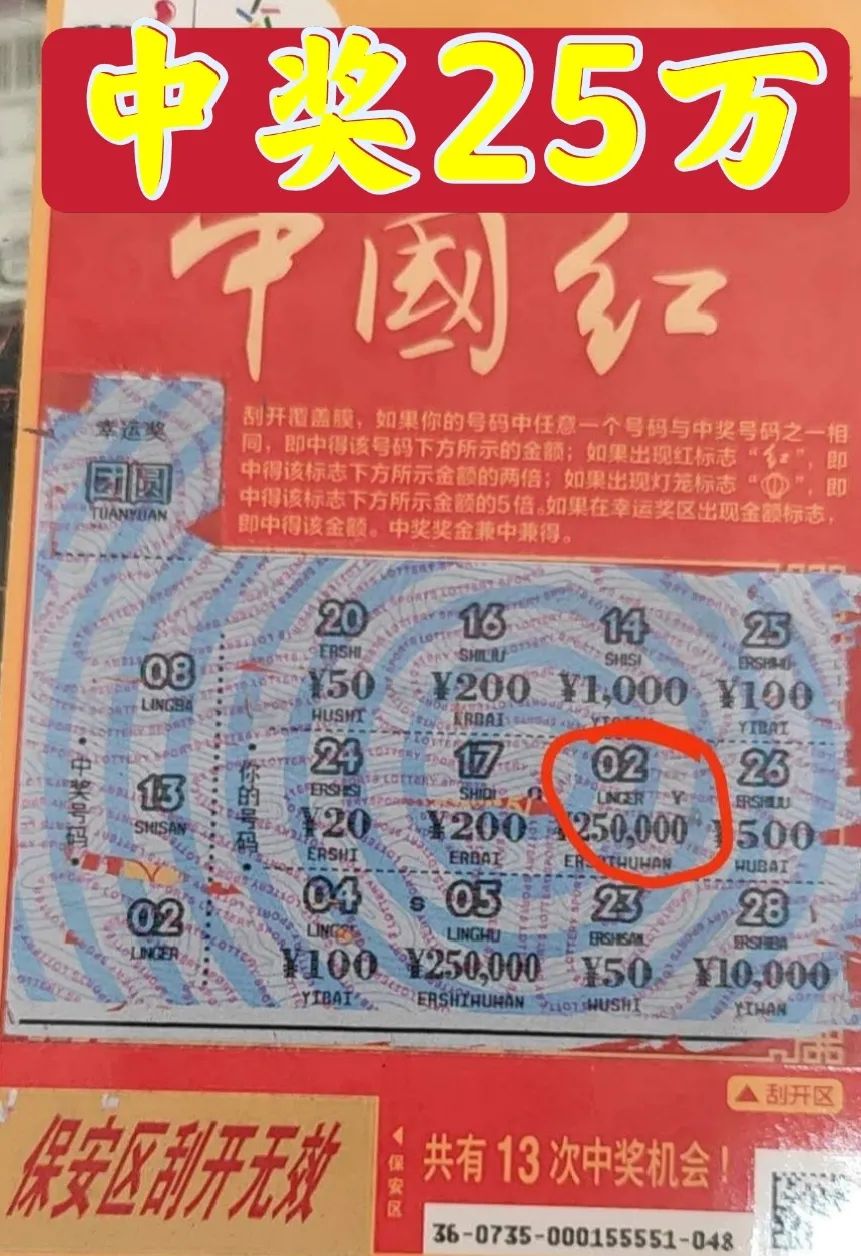 中奖25万
中国红
刮开覆盖膜，如果你的号码中任意一个号码与中奖号码之一相
同，即中得该号码下方所示的金额；如果出现红标志“红”，即
中得该标志下方所示金额的两倍；如果出现灯笼标志“”，即
中得该标志下方所示金额的5倍。如果在幸运奖区出现金额标志，
即中得该金额。中奖奖金兼中兼得。
幸运奖
团圆
TUANYUAN
中奖号码
08
LINGBA
13
SHISAN
02
LINGER
你的号码
20 16 14 25
ERSHI SHILIU SHISI ERSHIWU
¥50 ¥200 ¥1,000 ¥100
WUSHI ERBAI YIBAI
24 17 02 26
ERSHISI SHIQI LINGER Y ERSHILIU
¥20 ¥200 ¥250,000 ¥500
ERSHI ERBAI ERSHIWUWAN WUBAI
04 S 05 23 28
LINGSI LINGWU ERSHISAN ERSHIBA
¥100 ¥250,000 ¥50 ¥10,000
YIBAI ERSHIWUWAN WUSHI YIWAN
▲刮开区
保安区刮开无效
保安区
共有13次中奖机会！
36-0735-000155551-048